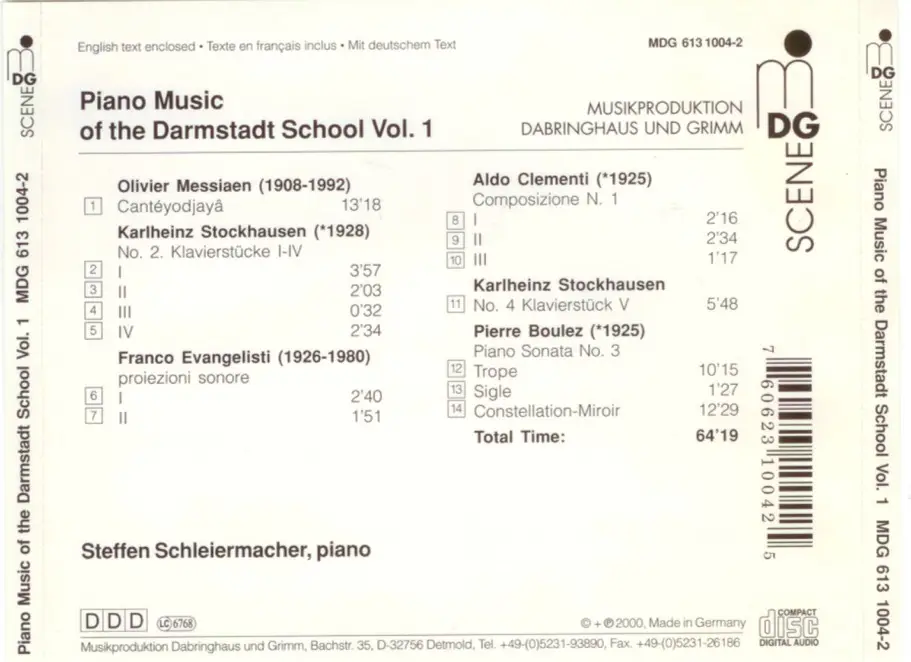 English text enclosed • Texte en français inclus • Mit deutschem Text
MDG 613 1004-2
Piano Music
of the Darmstadt School Vol. 1
MUSIKPRODUKTION
DABRINGHAUS UND GRIMM
MDG
SCENE
Olivier Messiaen (1908-1992)
1 Cantéyodjayâ 13'18
Karlheinz Stockhausen (*1928)
No. 2. Klavierstücke I-IV
2 I 3'57
3 II 2'03
4 III 0'32
5 IV 2'34
Franco Evangelisti (1926-1980)
proiezioni sonore
6 I 2'40
7 II 1'51
Aldo Clementi (*1925)
Composizione N. 1
8 I 2'16
9 II 2'34
10 III 1'17
Karlheinz Stockhausen
11 No. 4 Klavierstück V 5'48
Pierre Boulez (*1925)
Piano Sonata No. 3
12 Trope 10'15
13 Sigle 1'27
14 Constellation-Miroir 12'29
Total Time: 64'19
7 60623 10042 5
Steffen Schleiermacher, piano
DDD LC 6768
© + ℗ 2000, Made in Germany
Musikproduktion Dabringhaus und Grimm, Bachstr. 35, D-32756 Detmold, Tel. +49-(0)5231-93890, Fax. +49-(0)5231-26186
COMPACT
disc
DIGITAL AUDIO
MDG
SCENE
Piano Music of the Darmstadt School Vol. 1 MDG 613 1004-2
MDG
SCENE
Piano Music of the Darmstadt School Vol. 1 MDG 613 1004-2